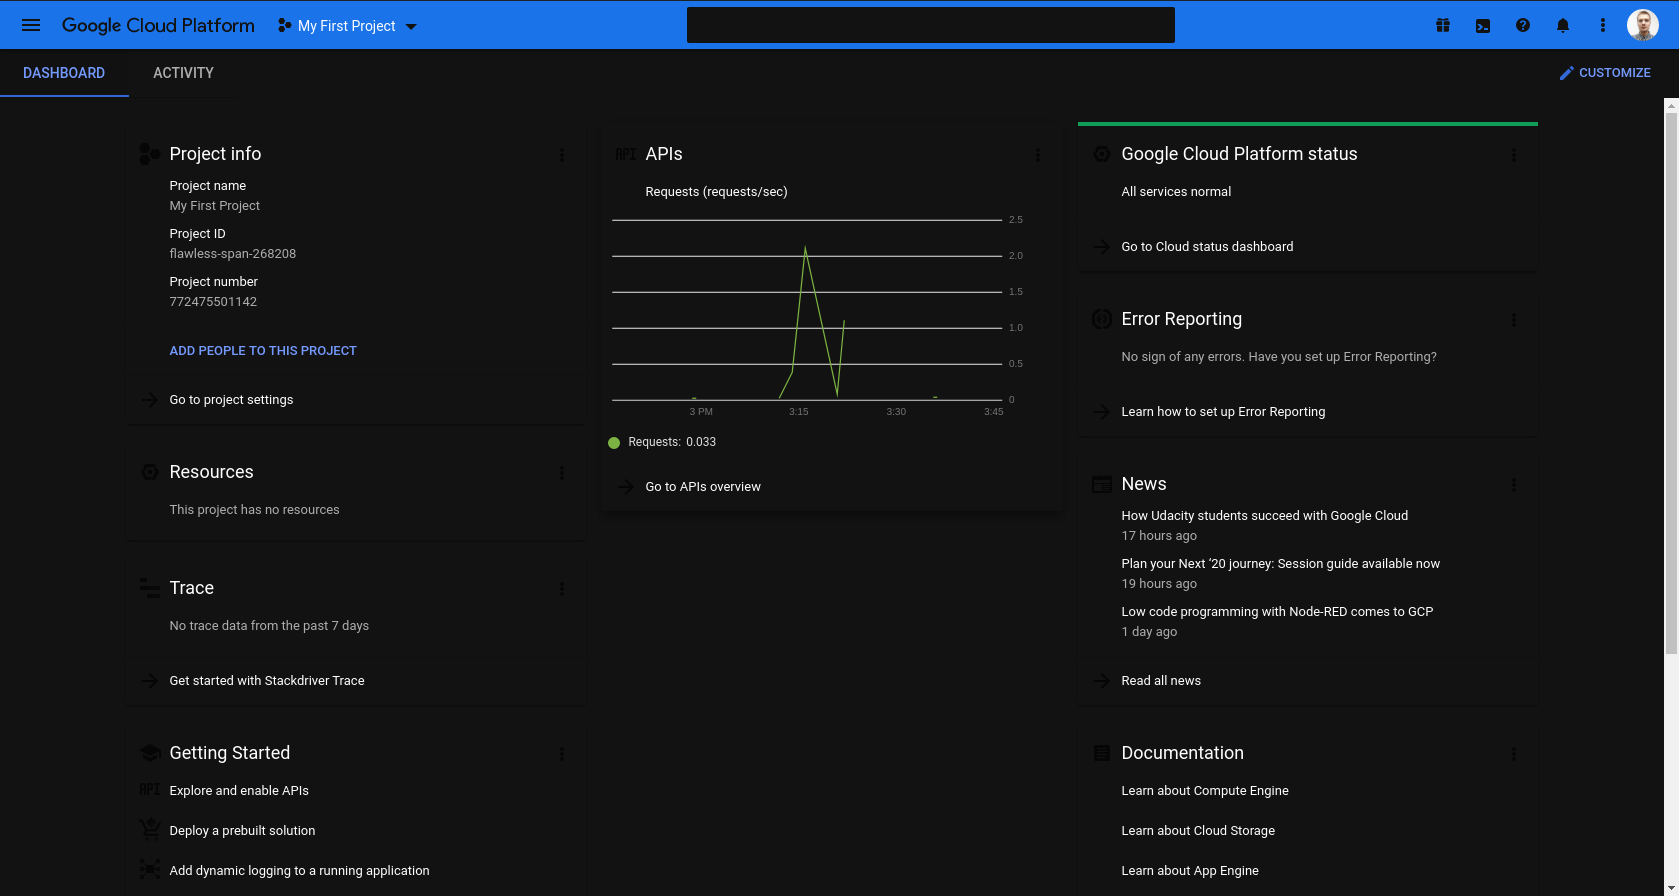 Google Cloud Platform
My First Project
DASHBOARD
ACTIVITY
CUSTOMIZE
Project info
Project name
My First Project
Project ID
flawless-span-268208
Project number
772475501142
ADD PEOPLE TO THIS PROJECT
Go to project settings
Resources
This project has no resources
Trace
No trace data from the past 7 days
Get started with Stackdriver Trace
Getting Started
API
Explore and enable APIs
Deploy a prebuilt solution
Add dynamic logging to a running application
API
APIs
Requests (requests/sec)
2.5
2.0
1.5
1.0
0.5
0
3 PM
3:15
3:30
3:45
Requests: 0.033
Go to APIs overview
Google Cloud Platform status
All services normal
Go to Cloud status dashboard
Error Reporting
No sign of any errors. Have you set up Error Reporting?
Learn how to set up Error Reporting
News
How Udacity students succeed with Google Cloud
17 hours ago
Plan your Next ‘20 journey: Session guide available now
19 hours ago
Low code programming with Node-RED comes to GCP
1 day ago
Read all news
Documentation
Learn about Compute Engine
Learn about Cloud Storage
Learn about App Engine